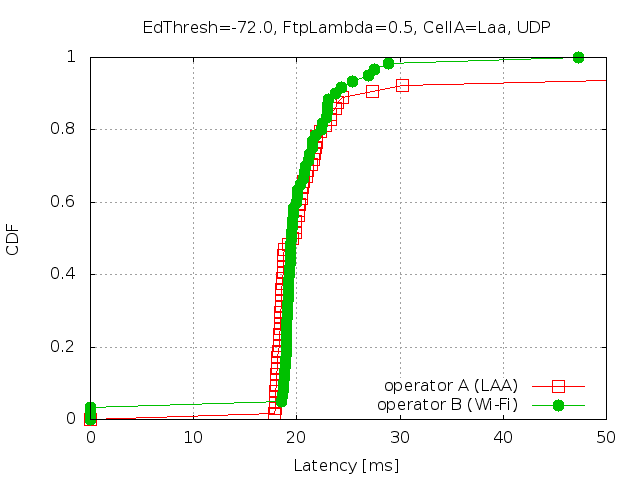 EdThresh=-72.0, FtpLambda=0.5, CellA=Laa, UDP
1
0.8
0.6
0.4
0.2
0
CDF
operator A (LAA)
operator B (Wi-Fi)
0 10 20 30 40 50
Latency [ms]